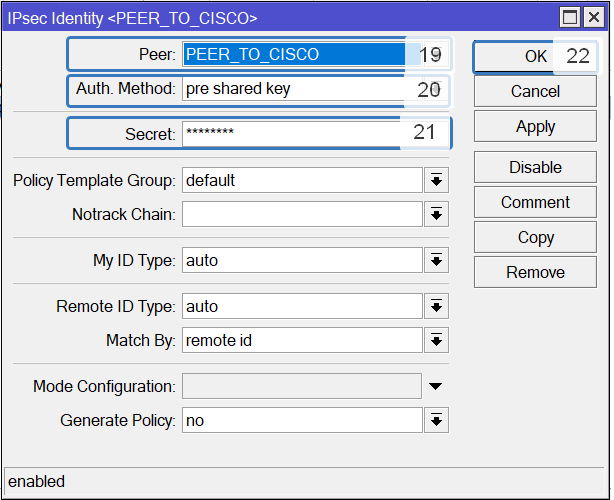 IPsec Identity <PEER_TO_CISCO>
Peer: PEER_TO_CISCO 19
Auth. Method: pre shared key 20
Secret: ******** 21
Policy Template Group: default
Notrack Chain:
My ID Type: auto
Remote ID Type: auto
Match By: remote id
Mode Configuration:
Generate Policy: no
OK 22
Cancel
Apply
Disable
Comment
Copy
Remove
enabled